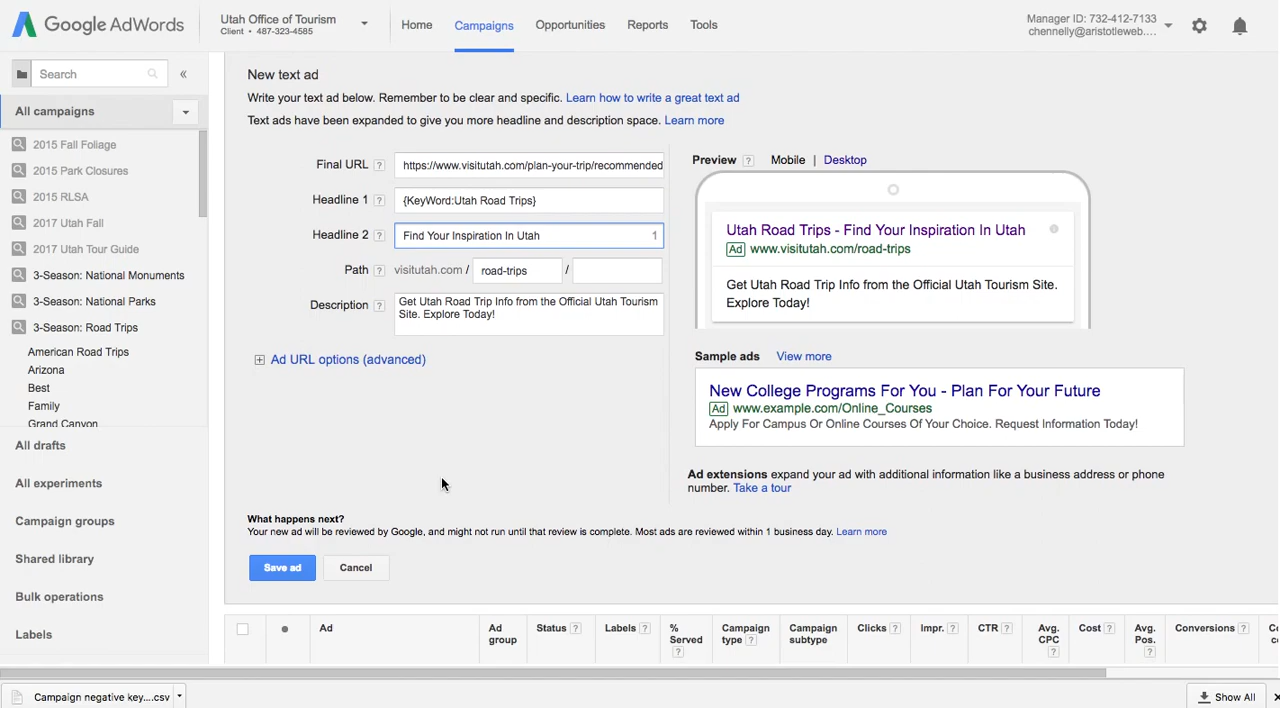 Google AdWords
Utah Office of Tourism
Client • 487-323-4585
Home
Campaigns
Opportunities
Reports
Tools
Manager ID: 732-412-7133
chennelly@aristotleweb....
Search
«
All campaigns
2015 Fall Foliage
2015 Park Closures
2015 RLSA
2017 Utah Fall
2017 Utah Tour Guide
3-Season: National Monuments
3-Season: National Parks
3-Season: Road Trips
American Road Trips
Arizona
Best
Family
Grand Canyon
All drafts
All experiments
Campaign groups
Shared library
Bulk operations
Labels
New text ad
Write your text ad below. Remember to be clear and specific. Learn how to write a great text ad
Text ads have been expanded to give you more headline and description space. Learn more
Final URL ? https://www.visitutah.com/plan-your-trip/recommended
Headline 1 ? {KeyWord:Utah Road Trips}
Headline 2 ? Find Your Inspiration In Utah 1
Path ? visitutah.com / road-trips /
Description ? Get Utah Road Trip Info from the Official Utah Tourism
Site. Explore Today!
Ad URL options (advanced)
Preview ? Mobile | Desktop
Utah Road Trips - Find Your Inspiration In Utah
Ad www.visitutah.com/road-trips
Get Utah Road Trip Info from the Official Utah Tourism Site.
Explore Today!
Sample ads View more
New College Programs For You - Plan For Your Future
Ad www.example.com/Online_Courses
Apply For Campus Or Online Courses Of Your Choice. Request Information Today!
Ad extensions expand your ad with additional information like a business address or phone
number. Take a tour
What happens next?
Your new ad will be reviewed by Google, and might not run until that review is complete. Most ads are reviewed within 1 business day. Learn more
Save ad
Cancel
Ad
Ad group
Status ?
Labels ?
% Served ?
Campaign type ?
Campaign subtype
Clicks ?
Impr. ?
CTR ?
Avg. CPC ?
Cost ?
Avg. Pos. ?
Conversions ?
Campaign negative key....csv
Show All